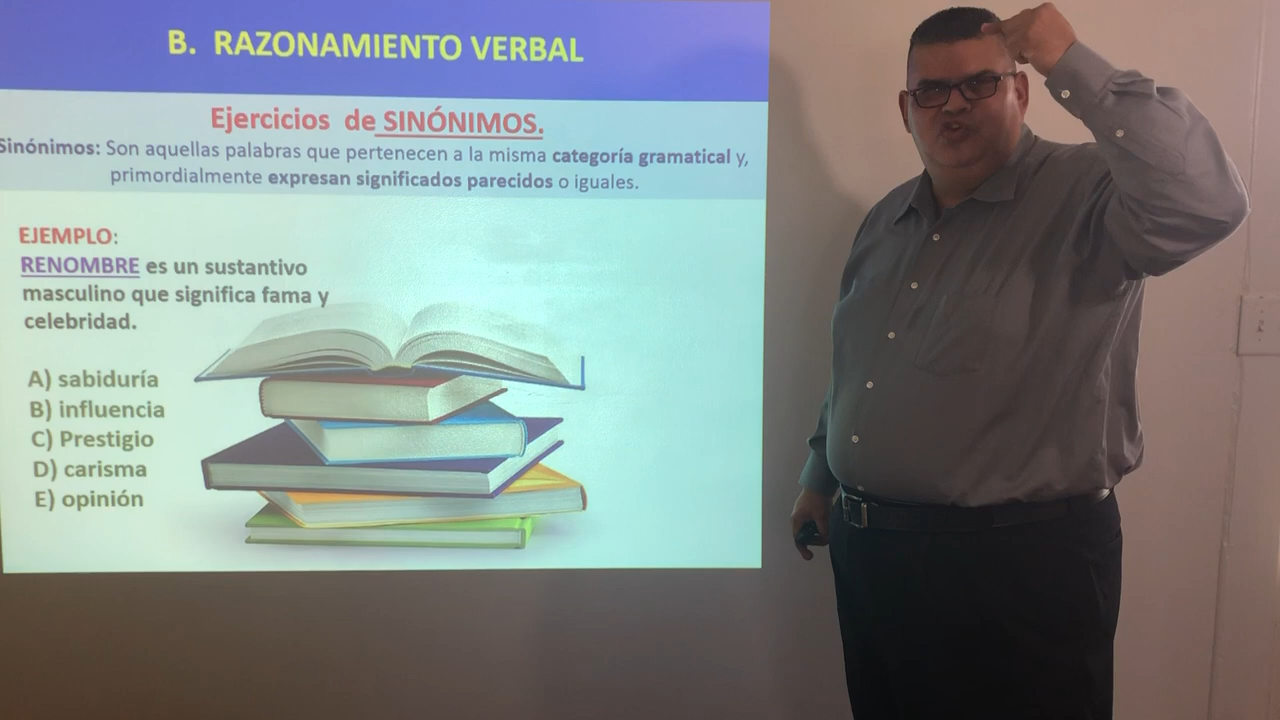 B. RAZONAMIENTO VERBAL
Ejercicios de SINÓNIMOS.
Sinónimos: Son aquellas palabras que pertenecen a la misma categoría gramatical y,
primordialmente expresan significados parecidos o iguales.
EJEMPLO:
RENOMBRE es un sustantivo
masculino que significa fama y
celebridad.
A) sabiduría
B) influencia
C) Prestigio
D) carisma
E) opinión